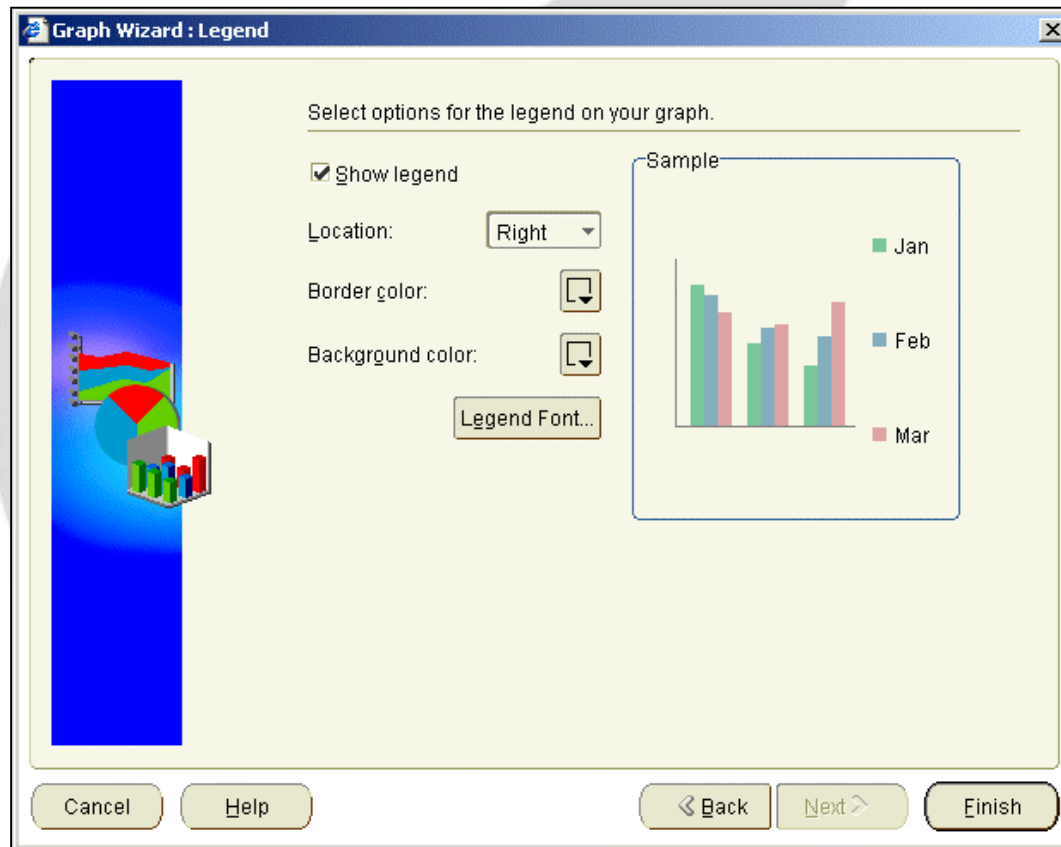 Graph Wizard : Legend
Select options for the legend on your graph.
Show legend
Location:
Right
Border color:
Background color:
Legend Font...
Sample
Jan
Feb
Mar
Cancel
Help
Back
Next
Finish